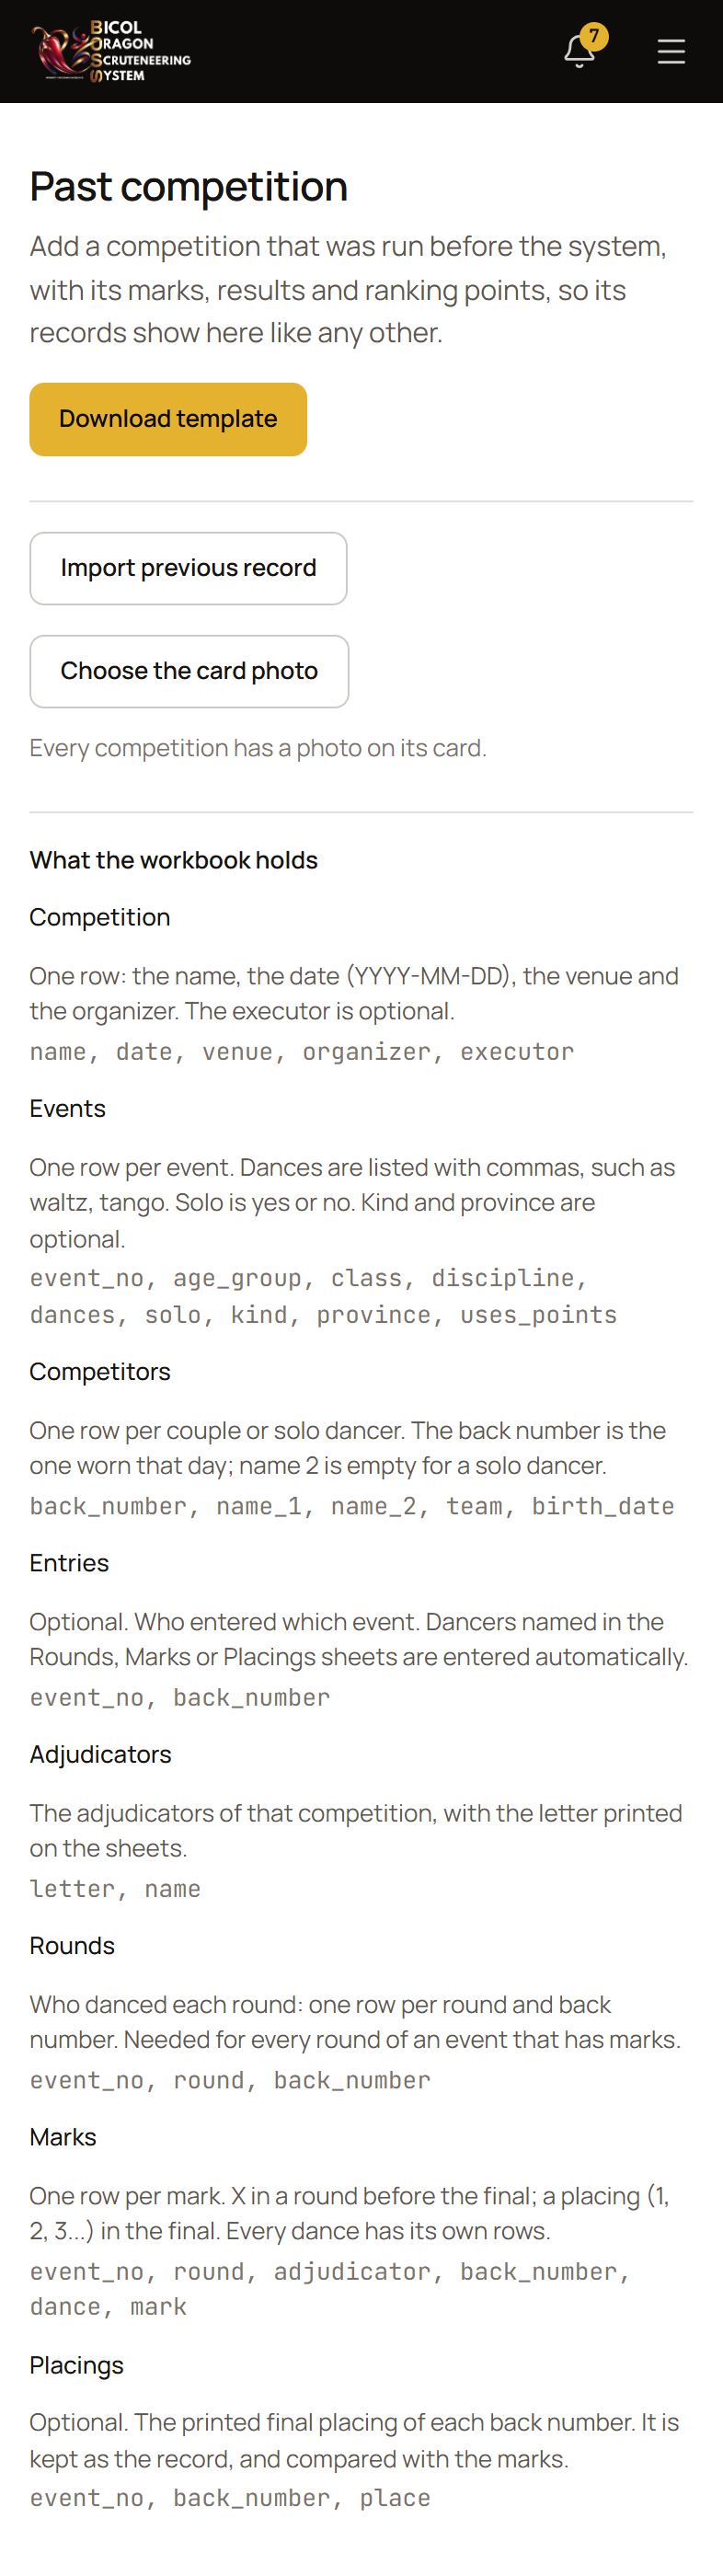 BICOL
DRAGON
SCRUTENEERING
SYSTEM
7
Past competition
Add a competition that was run before the system,
with its marks, results and ranking points, so its
records show here like any other.
Download template
Import previous record
Choose the card photo
Every competition has a photo on its card.
What the workbook holds
Competition
One row: the name, the date (YYYY-MM-DD), the venue and
the organizer. The executor is optional.
name, date, venue, organizer, executor
Events
One row per event. Dances are listed with commas, such as
waltz, tango. Solo is yes or no. Kind and province are
optional.
event_no, age_group, class, discipline,
dances, solo, kind, province, uses_points
Competitors
One row per couple or solo dancer. The back number is the
one worn that day; name 2 is empty for a solo dancer.
back_number, name_1, name_2, team, birth_date
Entries
Optional. Who entered which event. Dancers named in the
Rounds, Marks or Placings sheets are entered automatically.
event_no, back_number
Adjudicators
The adjudicators of that competition, with the letter printed
on the sheets.
letter, name
Rounds
Who danced each round: one row per round and back
number. Needed for every round of an event that has marks.
event_no, round, back_number
Marks
One row per mark. X in a round before the final; a placing (1,
2, 3...) in the final. Every dance has its own rows.
event_no, round, adjudicator, back_number,
dance, mark
Placings
Optional. The printed final placing of each back number. It is
kept as the record, and compared with the marks.
event_no, back_number, place